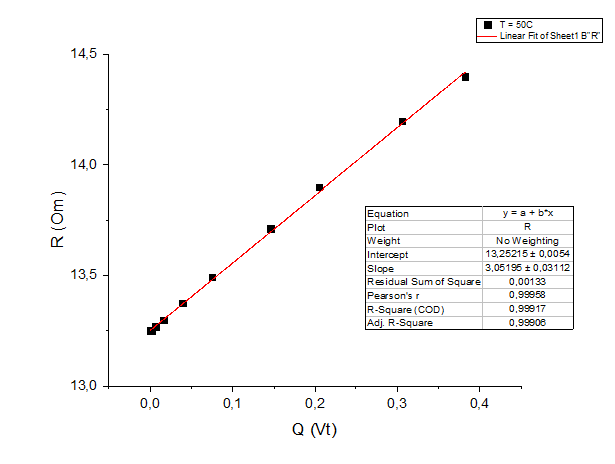 T = 50C
Linear Fit of Sheet1 B"R"
14,5
14,0
13,5
13,0
R (Om)
0,0 0,1 0,2 0,3 0,4
Q (Vt)
Equation y = a + b*x
Plot R
Weight No Weighting
Intercept 13,25215 ± 0,0054
Slope 3,05195 ± 0,03112
Residual Sum of Square 0,00133
Pearson's r 0,99958
R-Square (COD) 0,99917
Adj. R-Square 0,99906